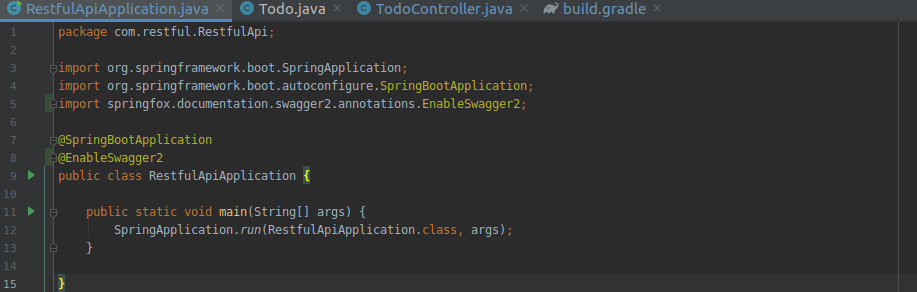 RestfulApiApplication.java × Todo.java × TodoController.java × build.gradle ×
1 package com.restful.RestfulApi;
2
3 import org.springframework.boot.SpringApplication;
4 import org.springframework.boot.autoconfigure.SpringBootApplication;
5 import springfox.documentation.swagger2.annotations.EnableSwagger2;
6
7 @SpringBootApplication
8 @EnableSwagger2
9 public class RestfulApiApplication {
10
11 public static void main(String[] args) {
12 SpringApplication.run(RestfulApiApplication.class, args);
13 }
14
15 }